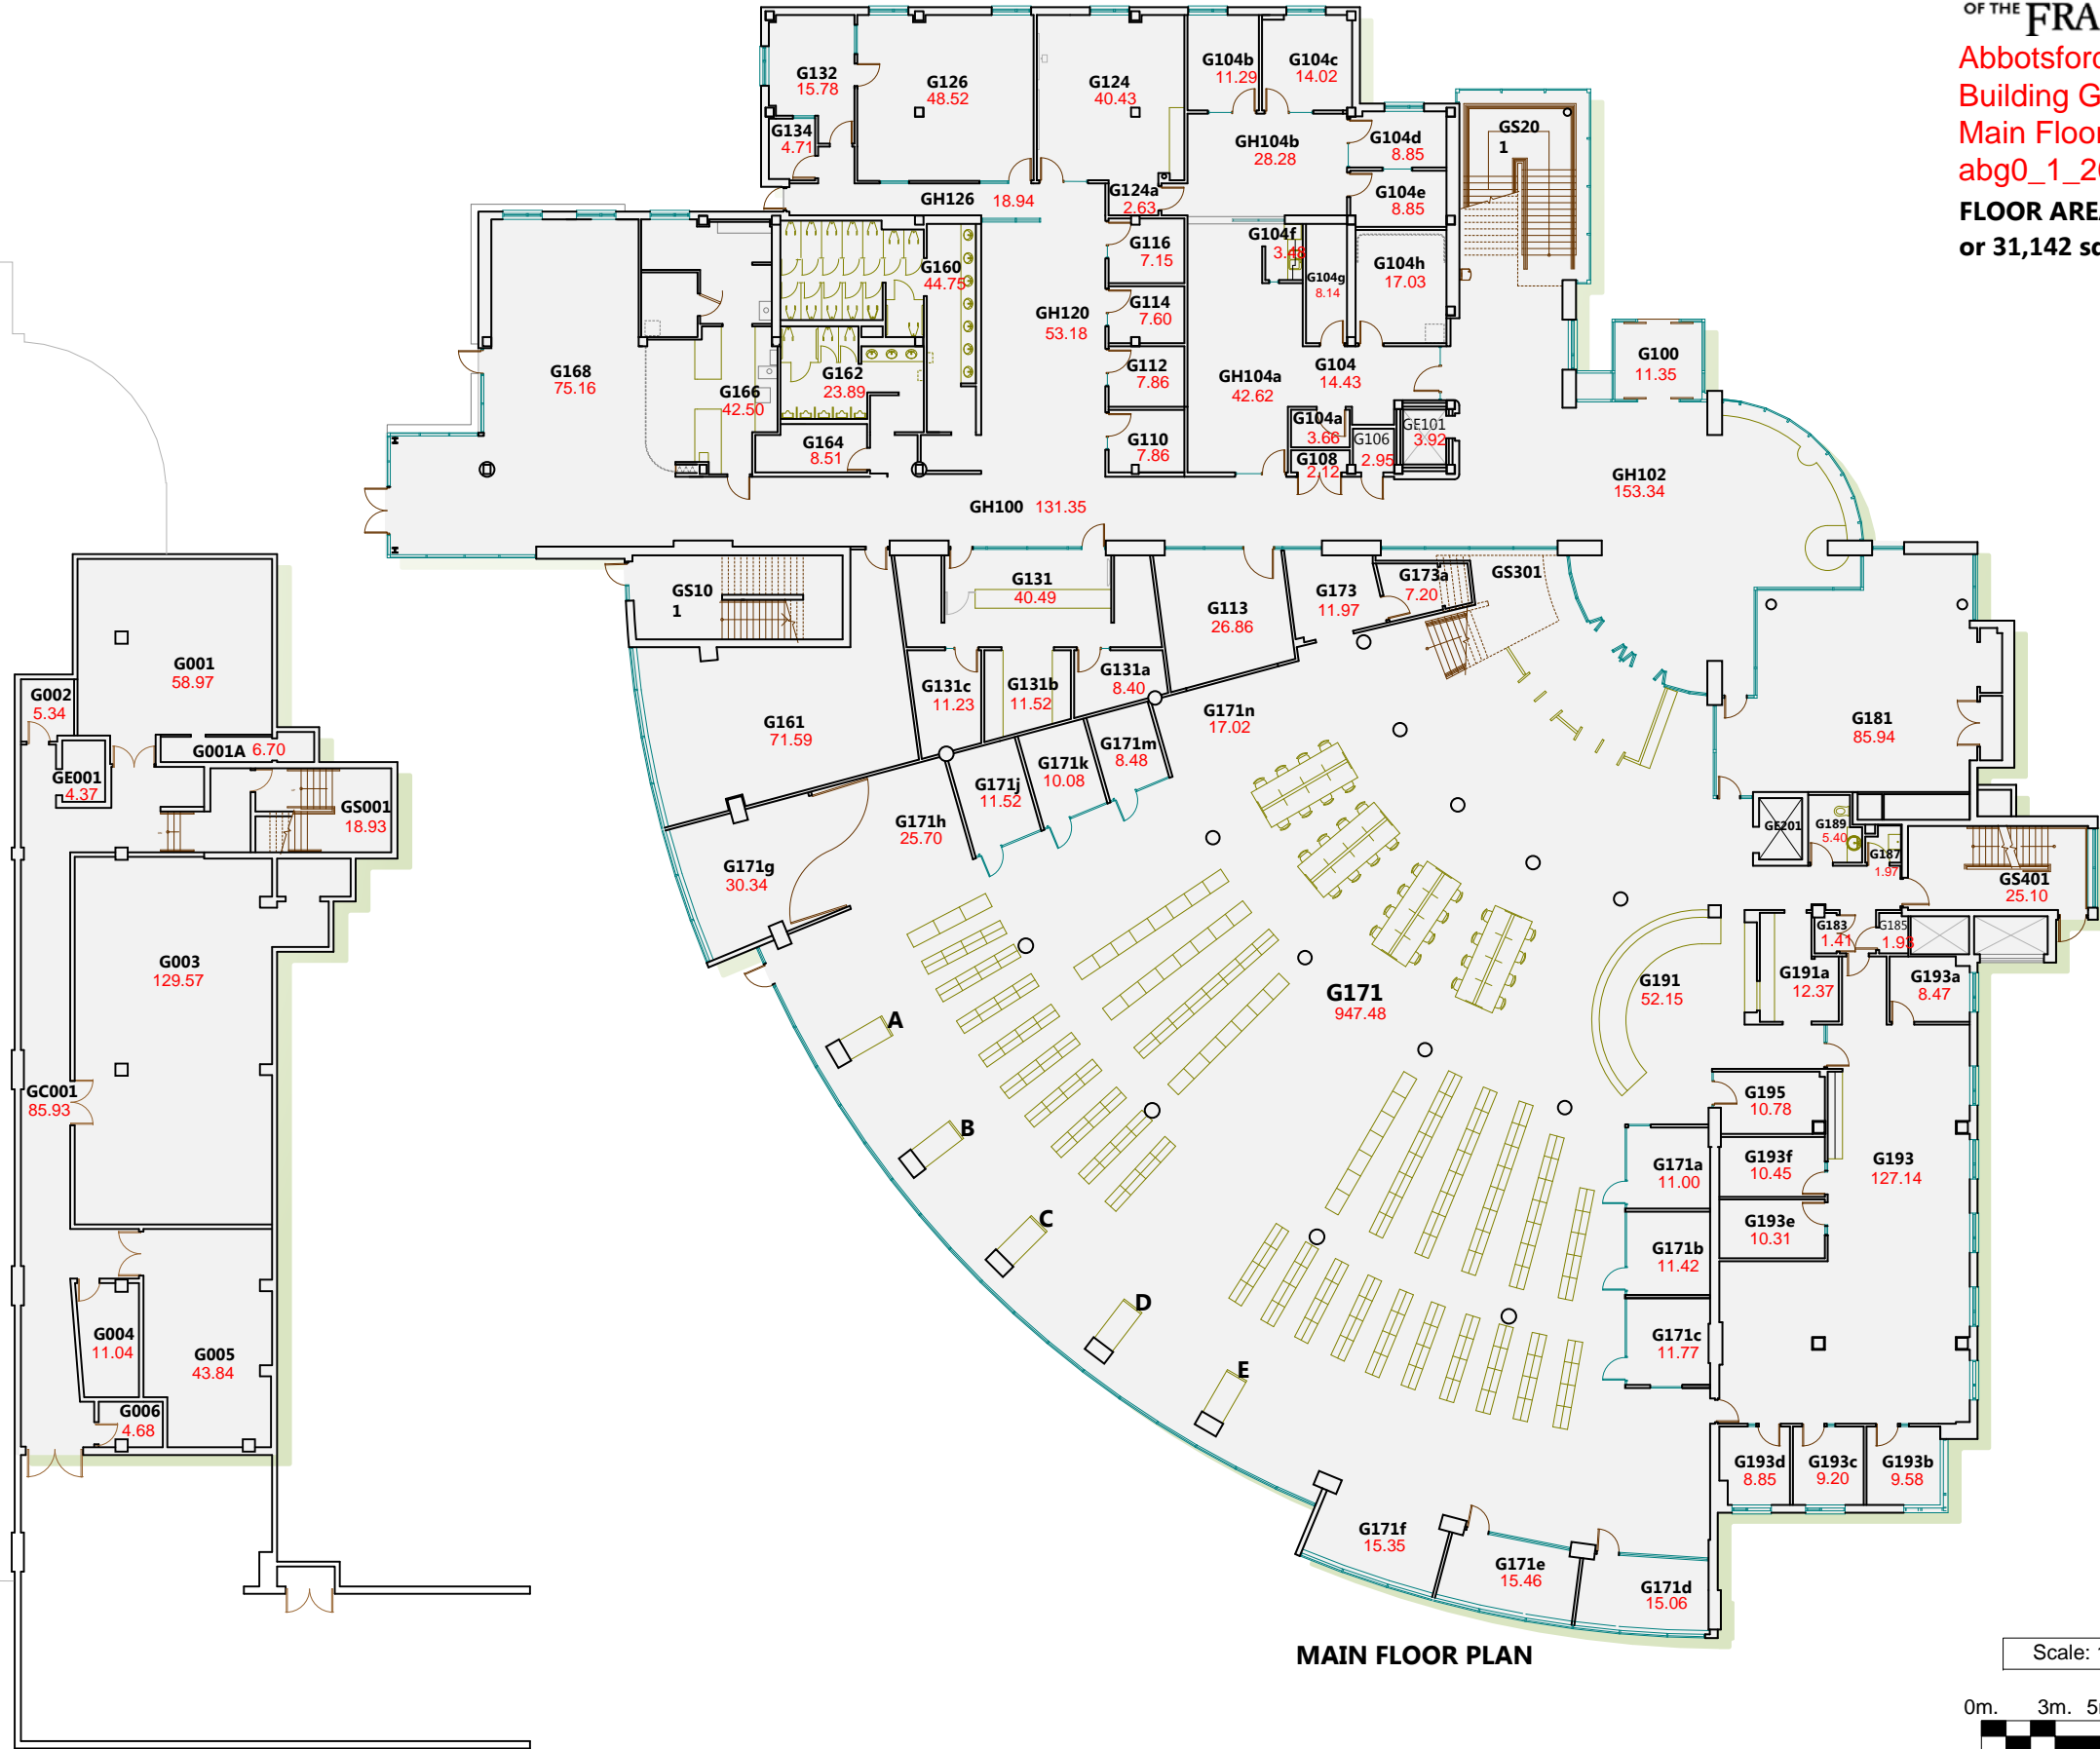 OF THE FRA
Abbotsford
Building G
Main Floor
abg0_1_20
FLOOR AREA
or 31,142 sq
G132
15.78
G126
48.52
G124
40.43
G104b
11.29
G104c
14.02
G134
4.71
GH104b
28.28
G104d
8.85
GS20
1
G104e
8.85
GH126 18.94
G124a
2.63
G116
7.15
G104f
3.48
G104g
8.14
G104h
17.03
G160
44.75
GH120
53.18
G114
7.60
G100
11.35
G168
75.16
G166
42.50
G162
23.89
G112
7.86
GH104a
42.62
G104
14.43
G164
8.51
G110
7.86
G104a
3.66
G106
2.95
GE101
3.92
G108
2.12
GH102
153.34
GH100 131.35
GS10
1
G131
40.49
G113
26.86
G173
11.97
G173a
7.20
GS301
G001
58.97
G002
5.34
G001A 6.70
GE001
4.37
GS001
18.93
G161
71.59
G131c
11.23
G131b
11.52
G131a
8.40
G171n
17.02
G181
85.94
G171m
8.48
G171k
10.08
G171j
11.52
G171h
25.70
G171g
30.34
GE201
G189
5.40
G187
1.97
GS401
25.10
G183
1.41
G185
1.93
G003
129.57
G171
947.48
G191
52.15
G191a
12.37
G193a
8.47
A
B
C
D
E
GC001
85.93
G195
10.78
G193f
10.45
G193
127.14
G171a
11.00
G193e
10.31
G171b
11.42
G171c
11.77
G004
11.04
G005
43.84
G006
4.68
G193d
8.85
G193c
9.20
G193b
9.58
G171f
15.35
G171e
15.46
G171d
15.06
MAIN FLOOR PLAN
Scale:
0m. 3m.